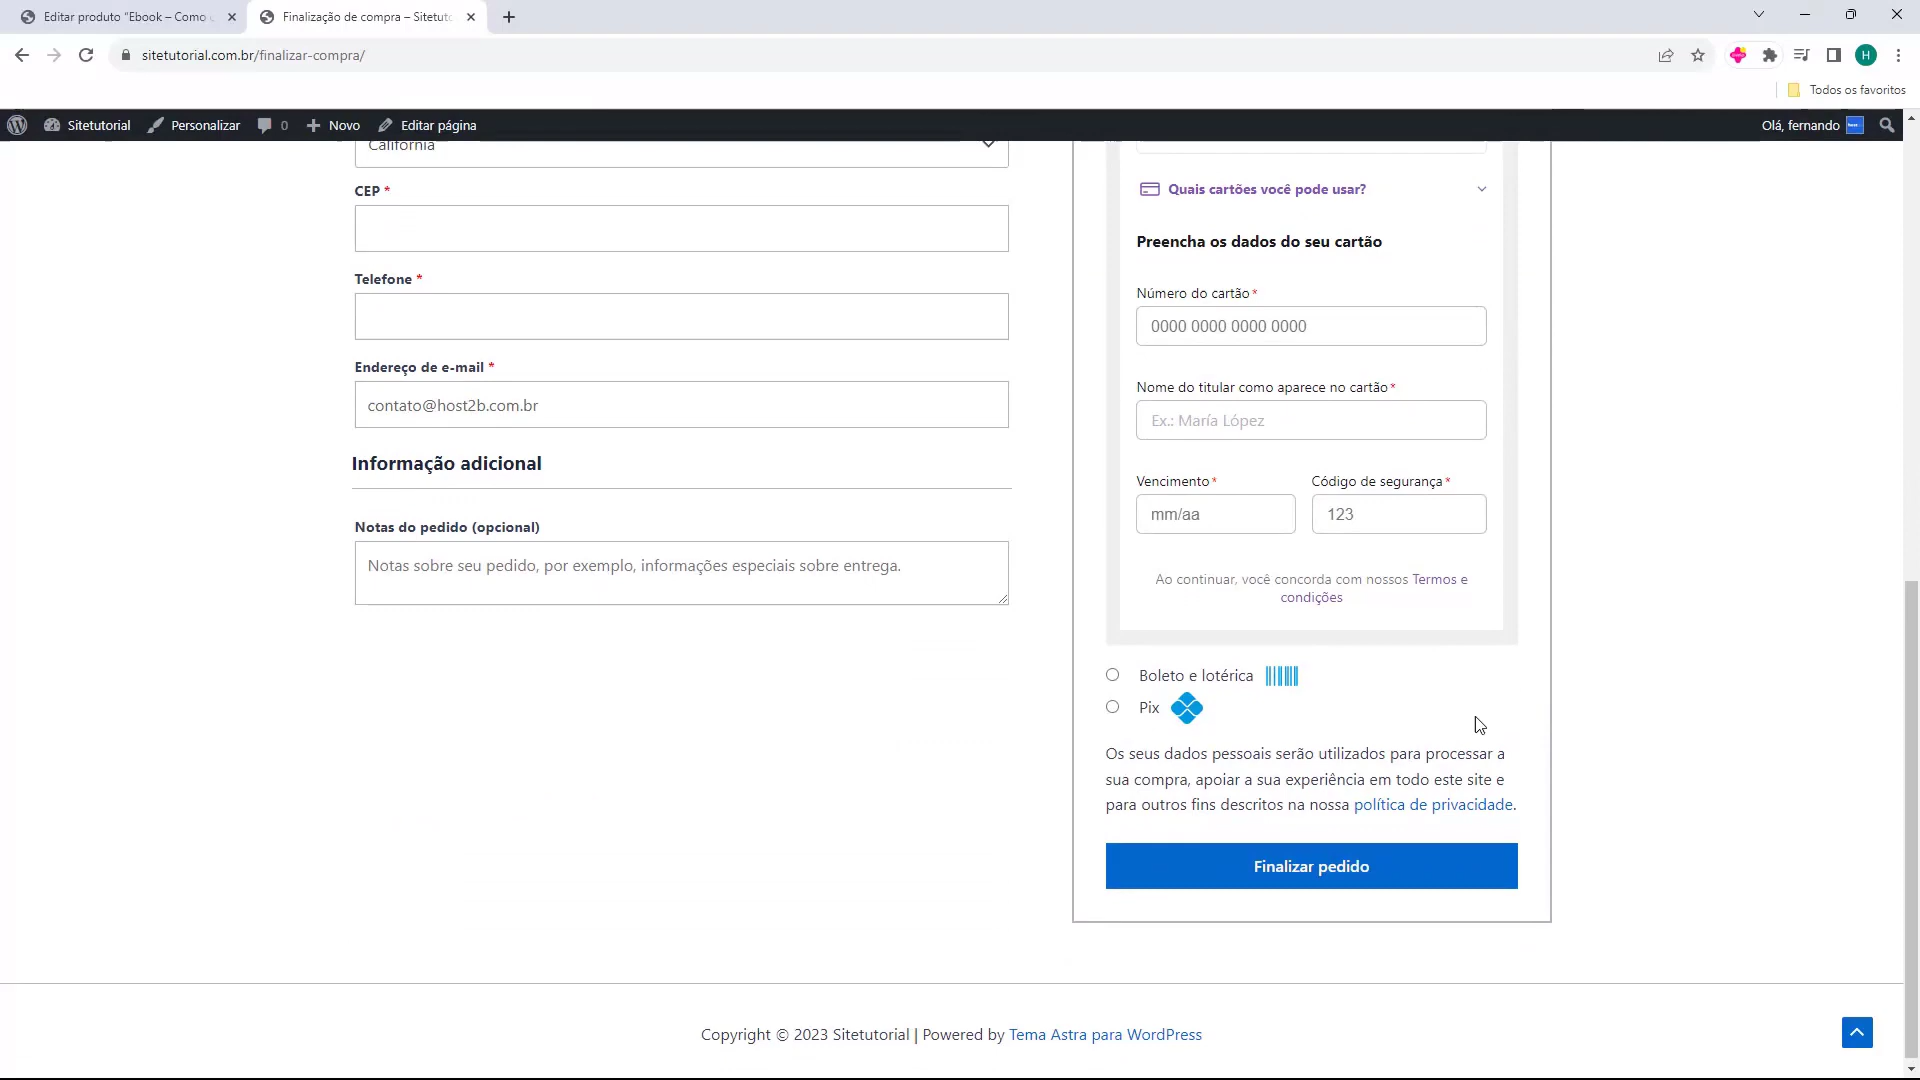 Editar produto “Ebook – Como
Finalização de compra – Sitetuto
sitetutorial.com.br/finalizar-compra/
H
Todos os favoritos
Sitetutorial
Personalizar
0
Novo
Editar página
Olá, fernando
Califórnia
CEP *
Telefone *
Endereço de e-mail *
contato@host2b.com.br
Informação adicional
Notas do pedido (opcional)
Notas sobre seu pedido, por exemplo, informações especiais sobre entrega.
Quais cartões você pode usar?
Preencha os dados do seu cartão
Número do cartão*
0000 0000 0000 0000
Nome do titular como aparece no cartão*
Ex.: María López
Vencimento*
Código de segurança*
mm/aa
123
Ao continuar, você concorda com nossos Termos e
condições
Boleto e lotérica
Pix
Os seus dados pessoais serão utilizados para processar a
sua compra, apoiar a sua experiência em todo este site e
para outros fins descritos na nossa política de privacidade.
Finalizar pedido
Copyright © 2023 Sitetutorial | Powered by Tema Astra para WordPress